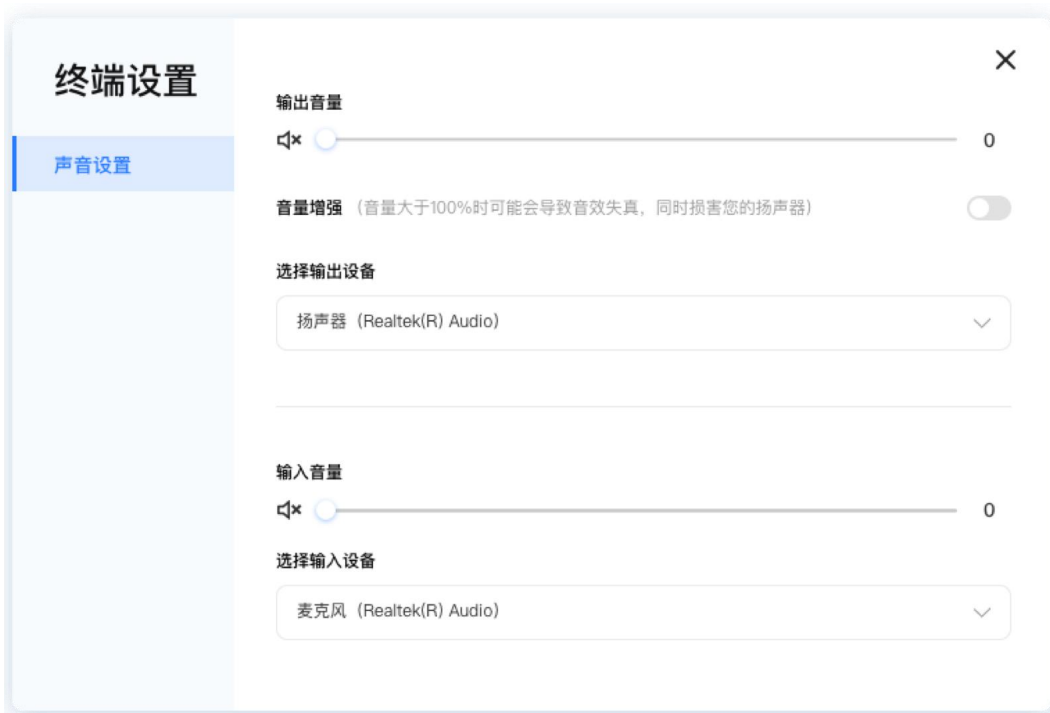 终端设置
声音设置
输出音量
0
音量增强 (音量大于100%时可能会导致音效失真，同时损害您的扬声器)
选择输出设备
扬声器 (Realtek(R) Audio)
输入音量
0
选择输入设备
麦克风 (Realtek(R) Audio)